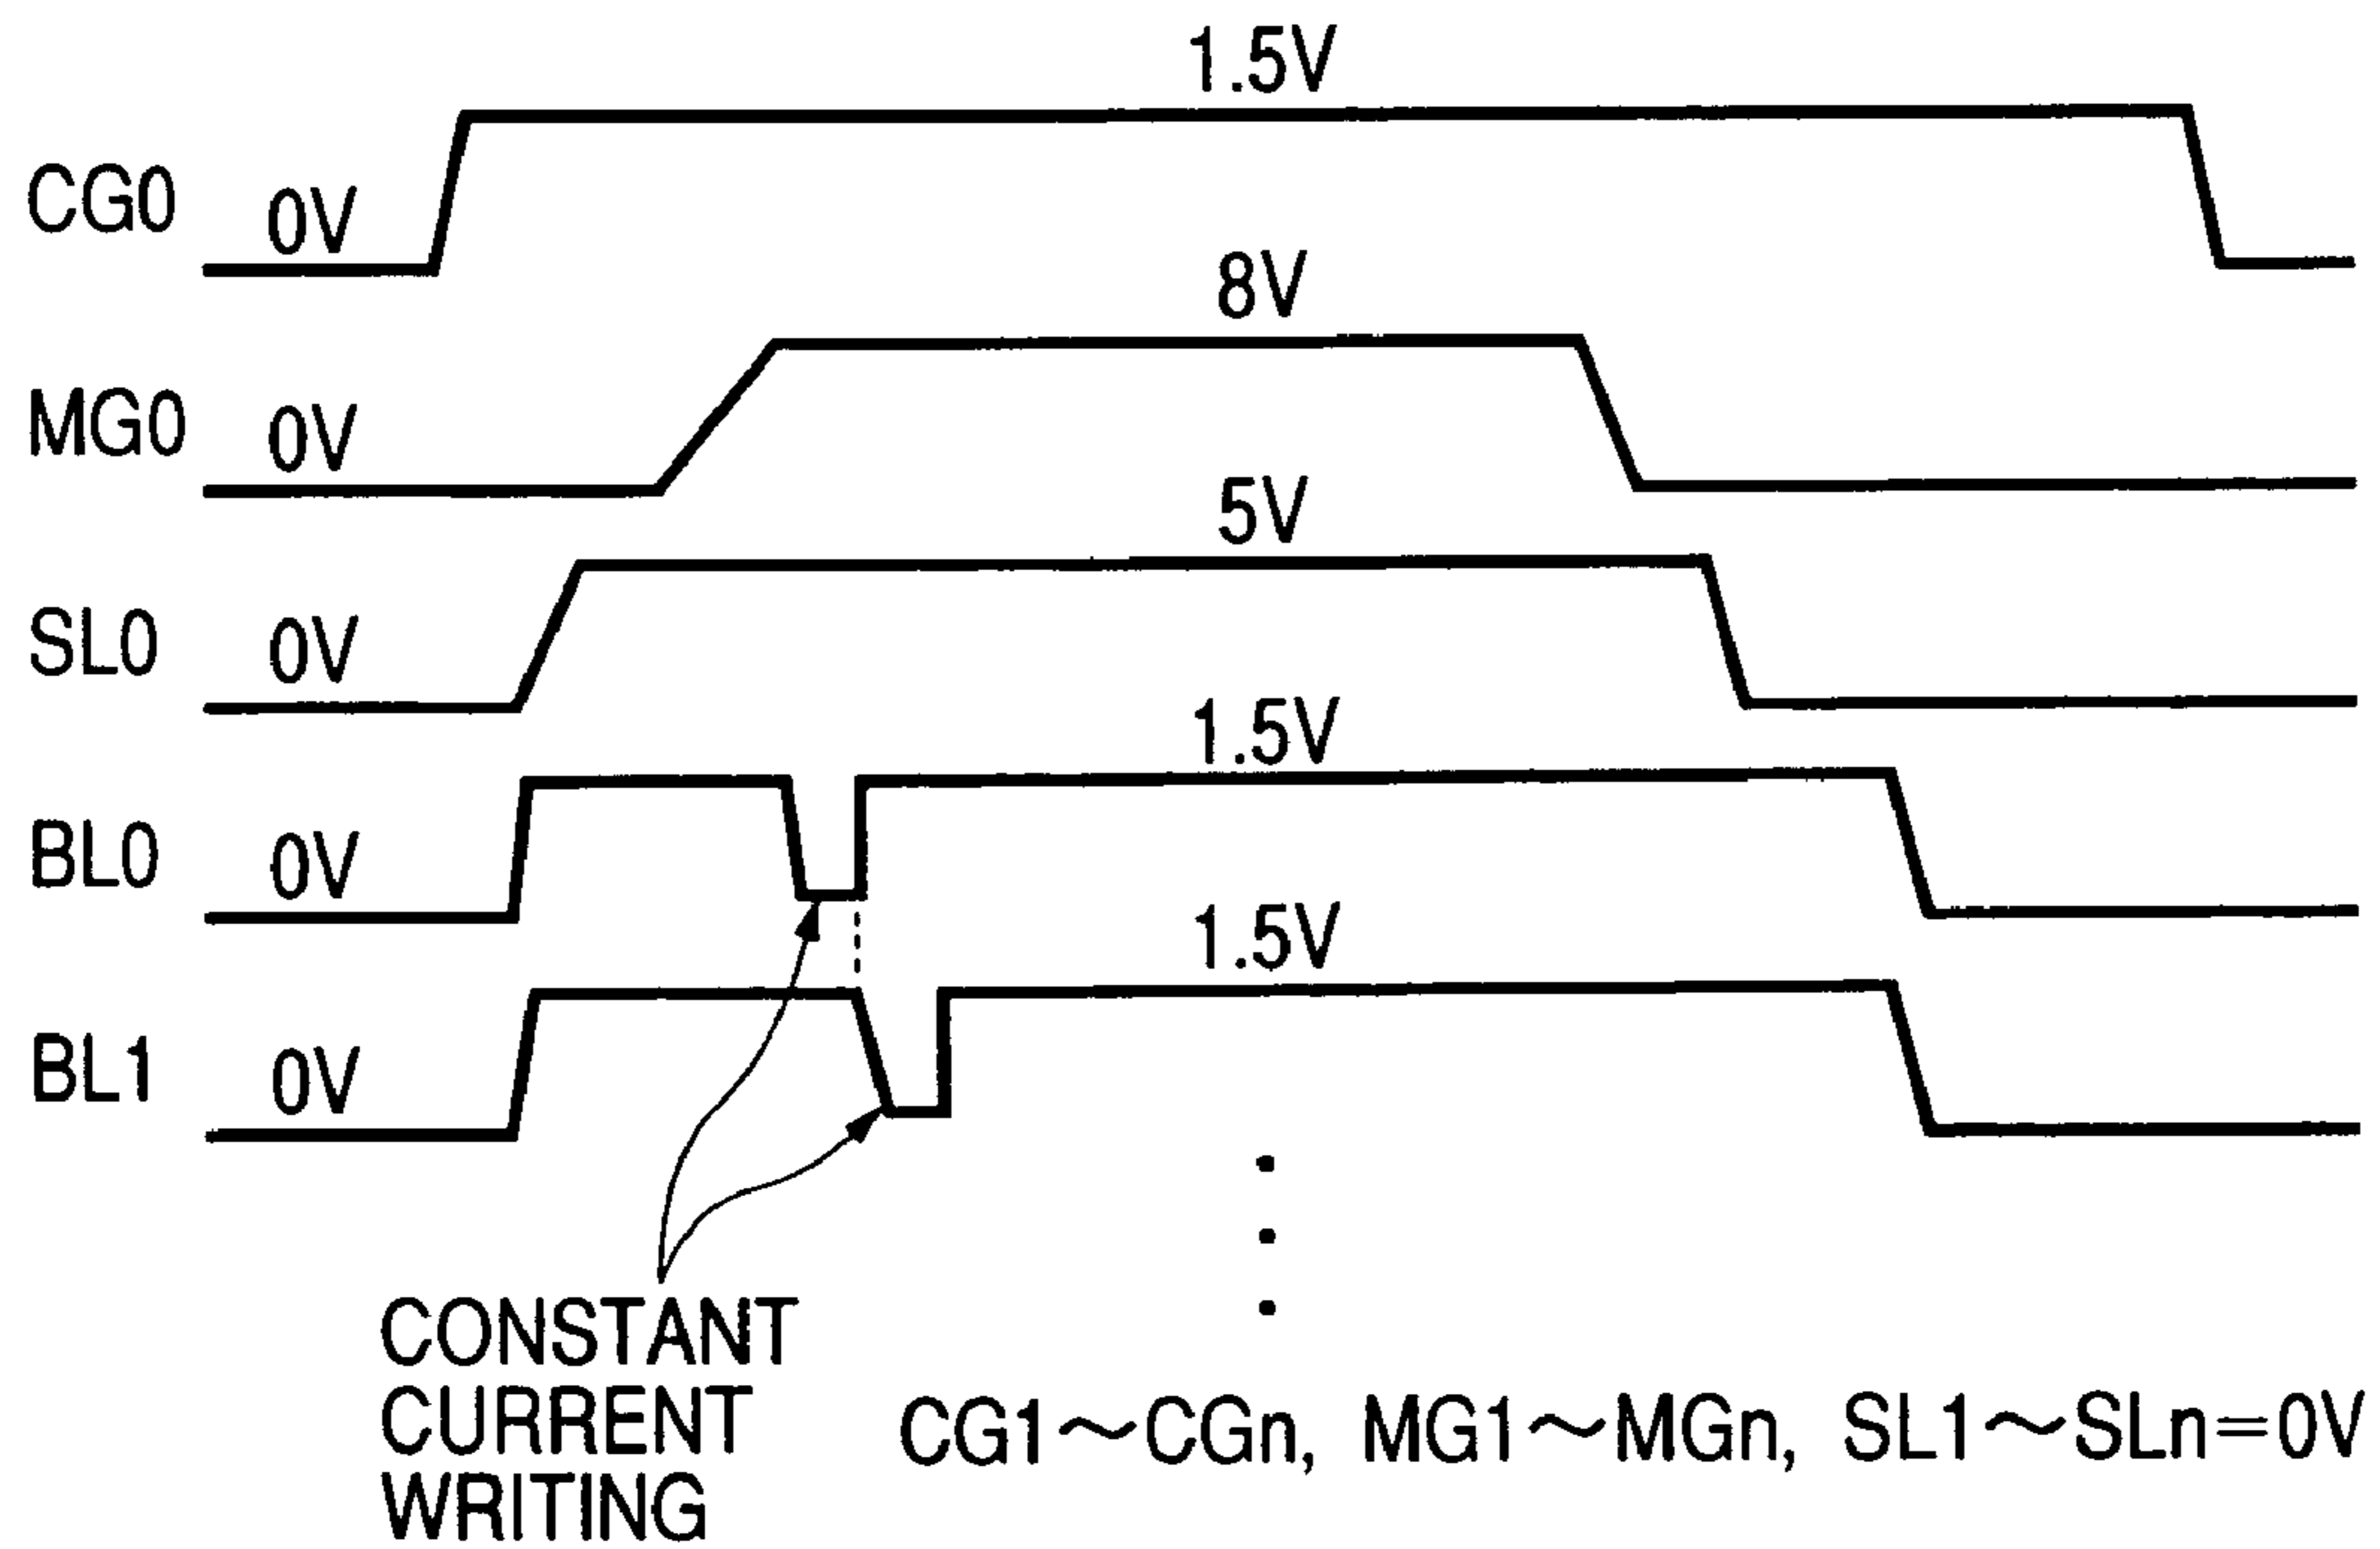 1.5V
CG0 0V
8V
MG0 0V
5V
SL0 0V
1.5V
BL0 0V
1.5V
BL1 0V
CONSTANT
CURRENT
WRITING
CG1～CGn, MG1～MGn, SL1～SLn=0V